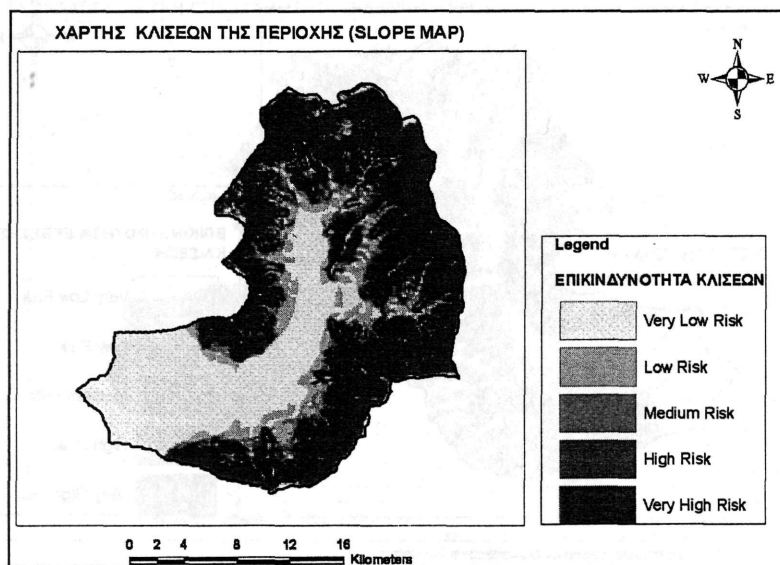 ΧΑΡΤΗΣ ΚΛΙΣΕΩΝ ΤΗΣ ΠΕΡΙΟΧΗΣ (SLOPE MAP)
N
W E
S
Legend
ΕΠΙΚΙΝΔΥΝΟΤΗΤΑ ΚΛΙΣΕΩΝ
Very Low Risk
Low Risk
Medium Risk
High Risk
Very High Risk
0 2 4 8 12 16
Kilometers